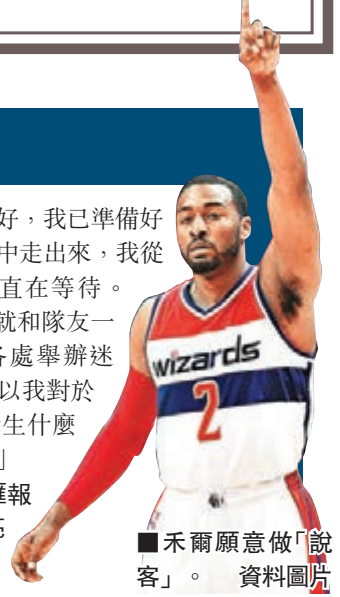 好，我已準備好
中走出來，我從
直在等待。
就和隊友一
各處舉辦迷
以我對於
生什麼
」
匯報
wizards
2
■禾爾願意做「說
客」。 資料圖片